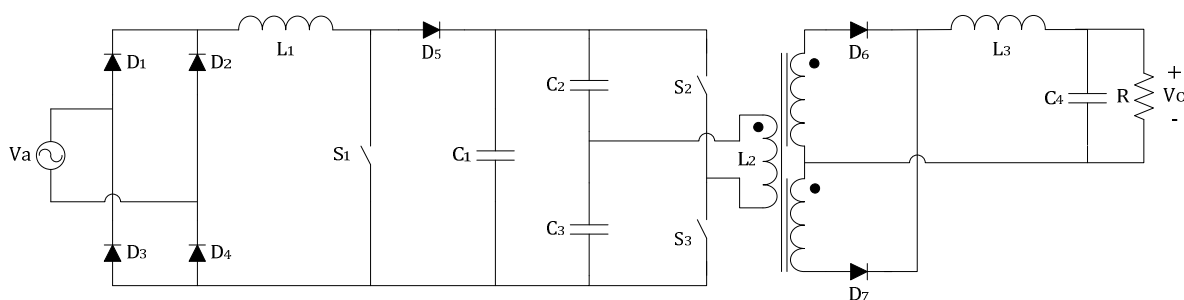 D1
D2
L1
D5
D6
L3
C2
S2
C4
R
+
Vo
-
Va
S1
C1
L2
C3
S3
D3
D4
D7